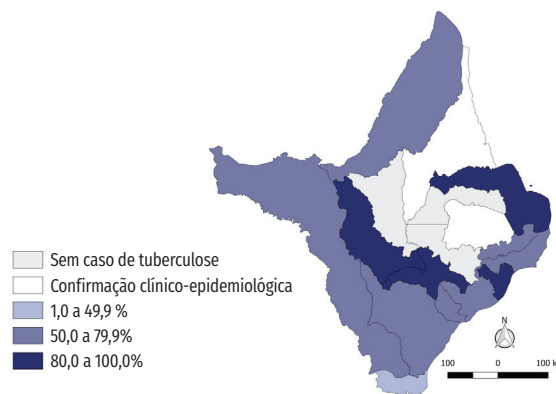 Sem caso de tuberculose
Confirmação clínico-epidemiológica
1,0 a 49,9 %
50,0 a 79,9%
80,0 a 100,0%
N
100 0 100 k